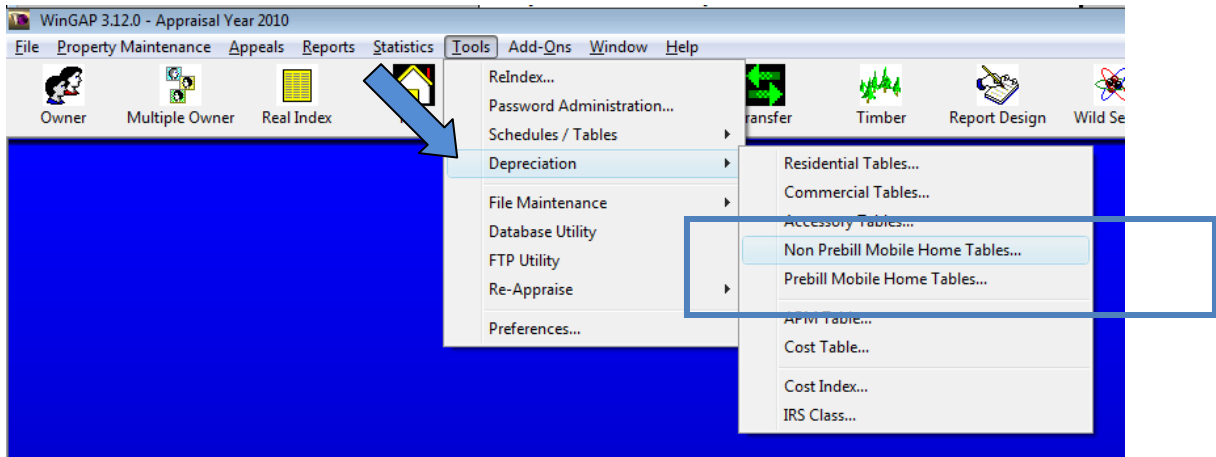 WinGAP 3.12.0 - Appraisal Year 2010
File Property Maintenance Appeals Reports Statistics Tools Add-Ons Window Help
Owner Multiple Owner Real Index Timber Report Design Wild
ReIndex...
Password Administration...
Schedules / Tables
Depreciation
File Maintenance
Database Utility
FTP Utility
Re-Appraise
Preferences...
Residential Tables...
Commercial Tables...
Accessory Tables...
Non Prebill Mobile Home Tables...
Prebill Mobile Home Tables...
APM Table...
Cost Table...
Cost Index...
IRS Class...